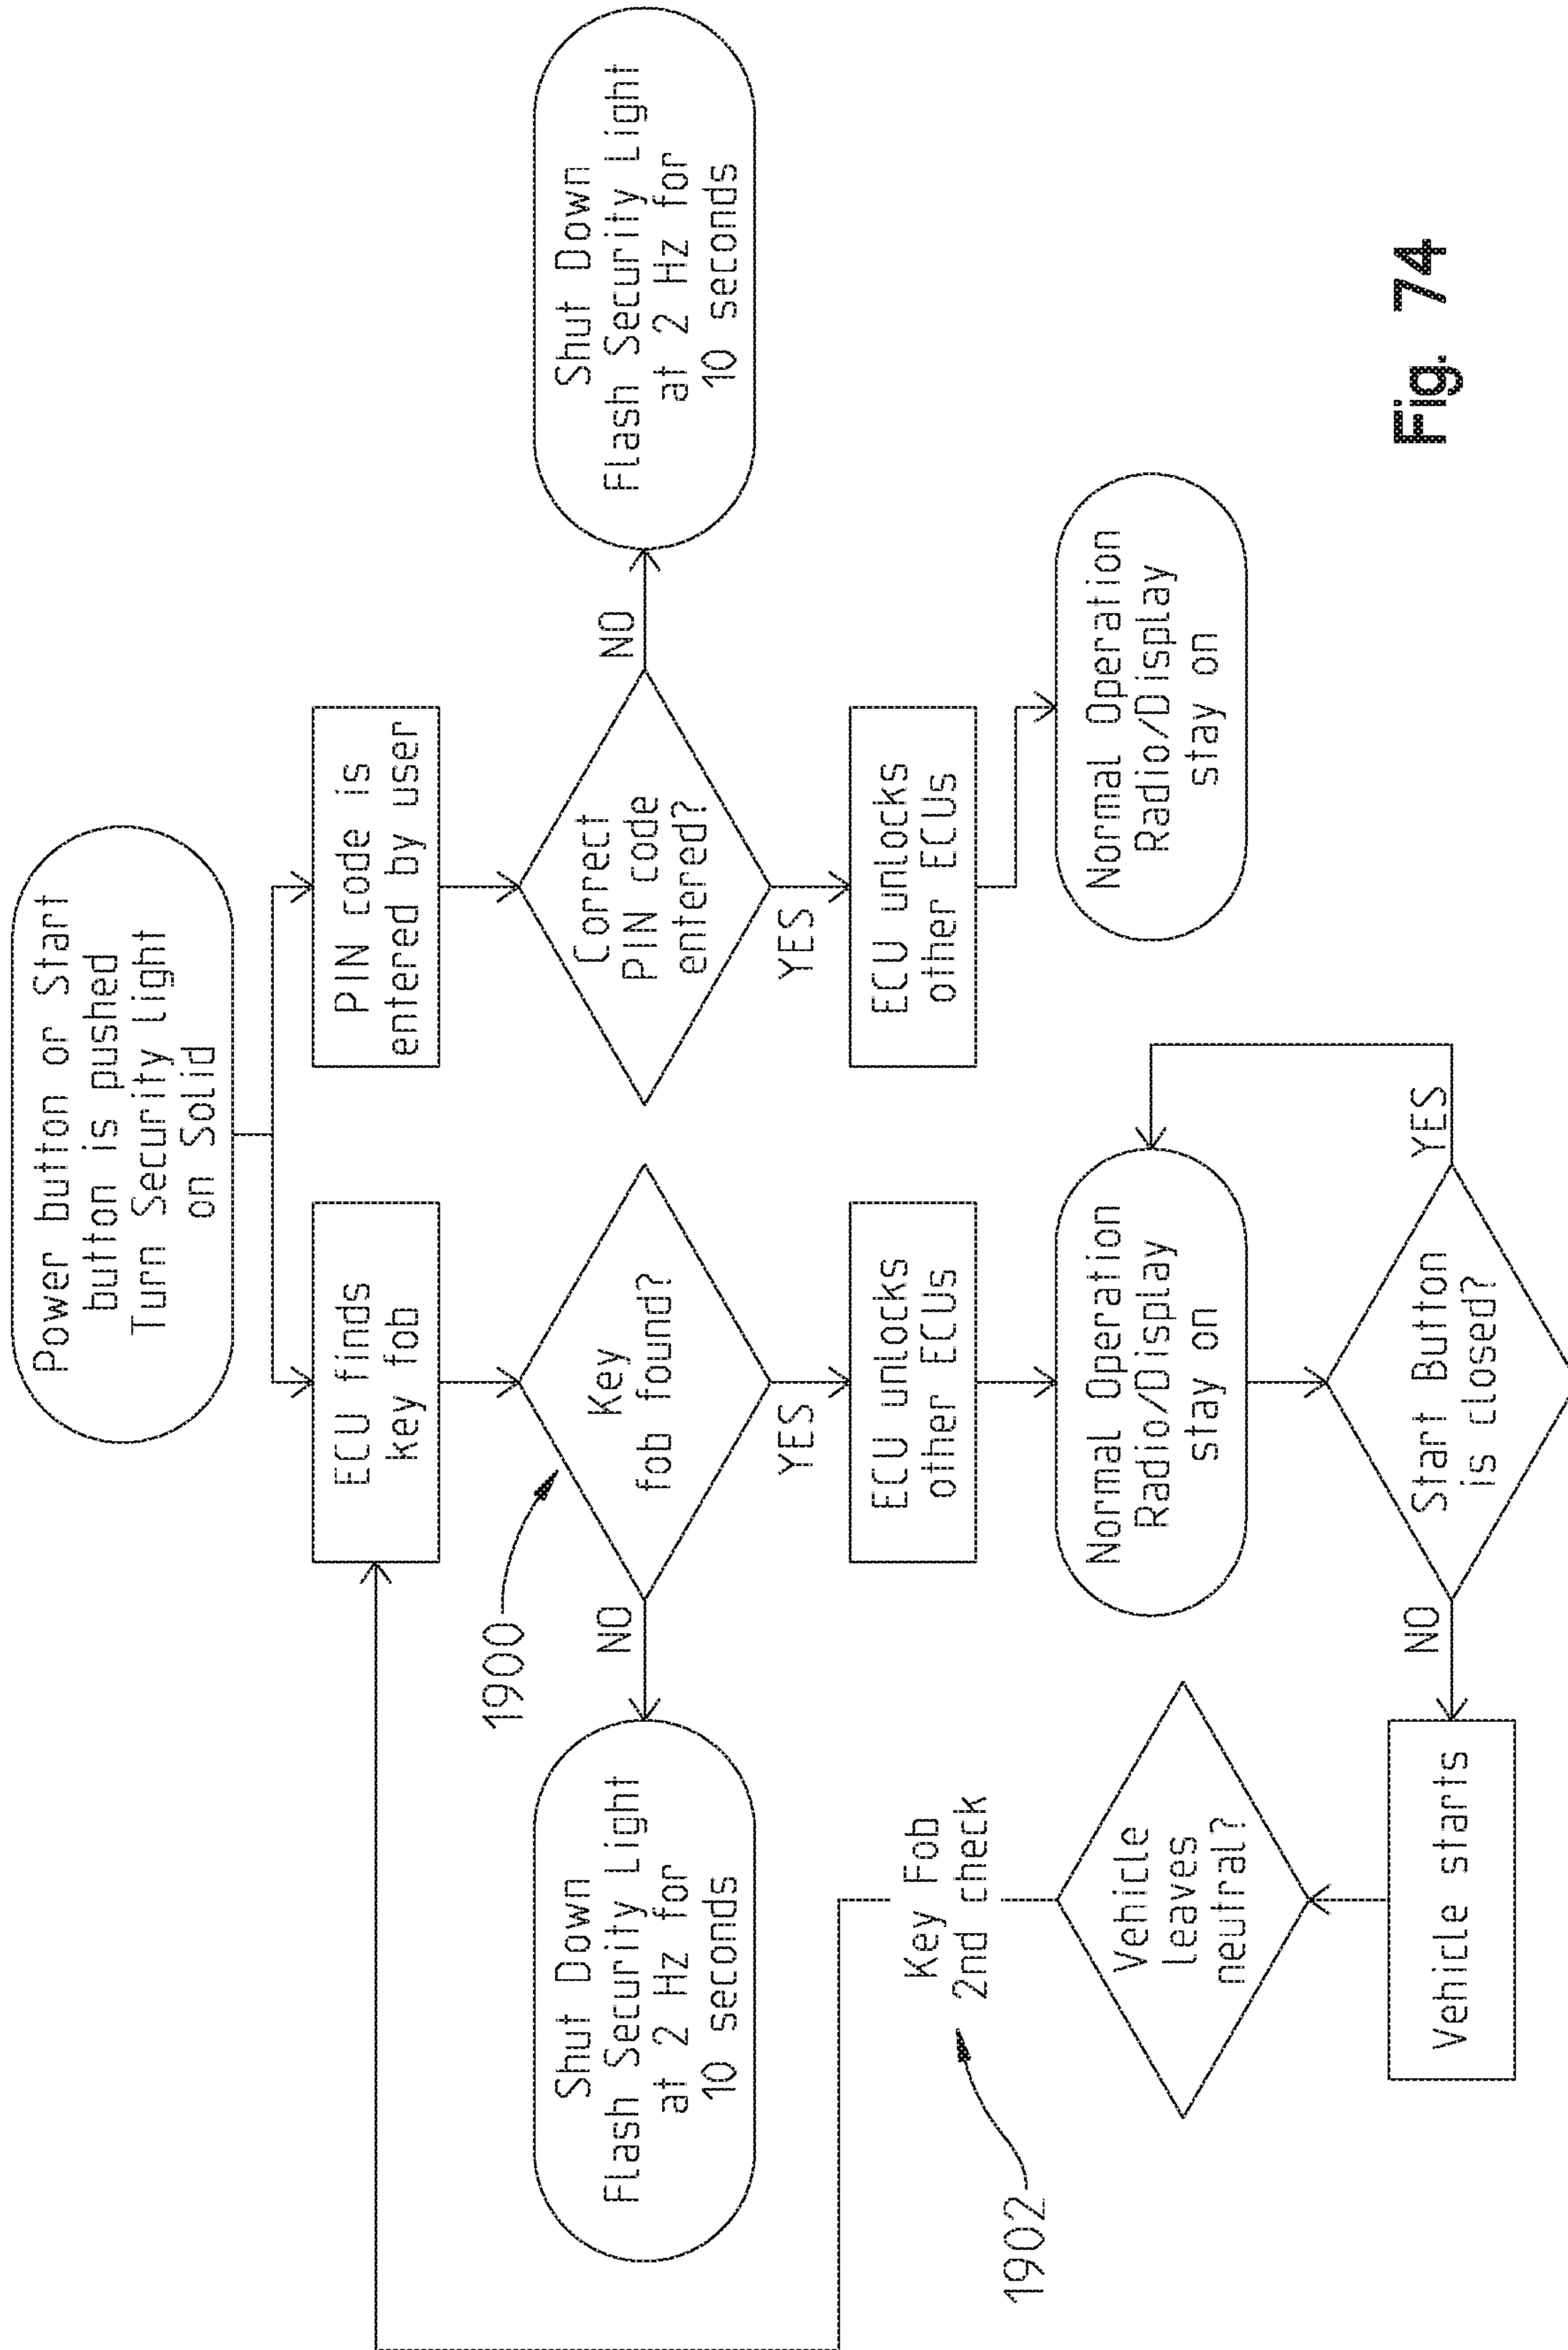 Power button or Start
button is pushed
Turn Security Light
on Solid
ECU finds
key fob
PIN code is
entered by user
1900
Key
fob found?
NO
YES
Correct
PIN code
entered?
NO
YES
Shut Down
Flash Security Light
at 2 Hz for
10 seconds
Shut Down
Flash Security Light
at 2 Hz for
10 seconds
ECU unlocks
other ECUs
ECU unlocks
other ECUs
Key Fob
2nd check
1902
Normal Operation
Radio/Display
stay on
Normal Operation
Radio/Display
stay on
Vehicle
leaves
neutral?
Start Button
is closed?
NO
YES
Vehicle starts
Fig. 74